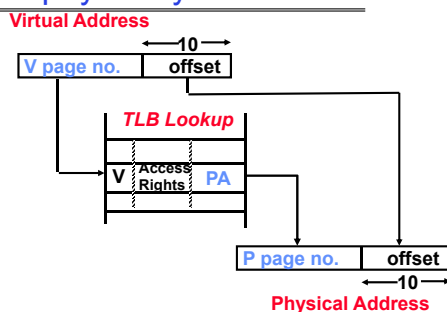 Virtual Address
10
V page no. offset
TLB Lookup
V Access Rights PA
P page no. offset
10
Physical Address